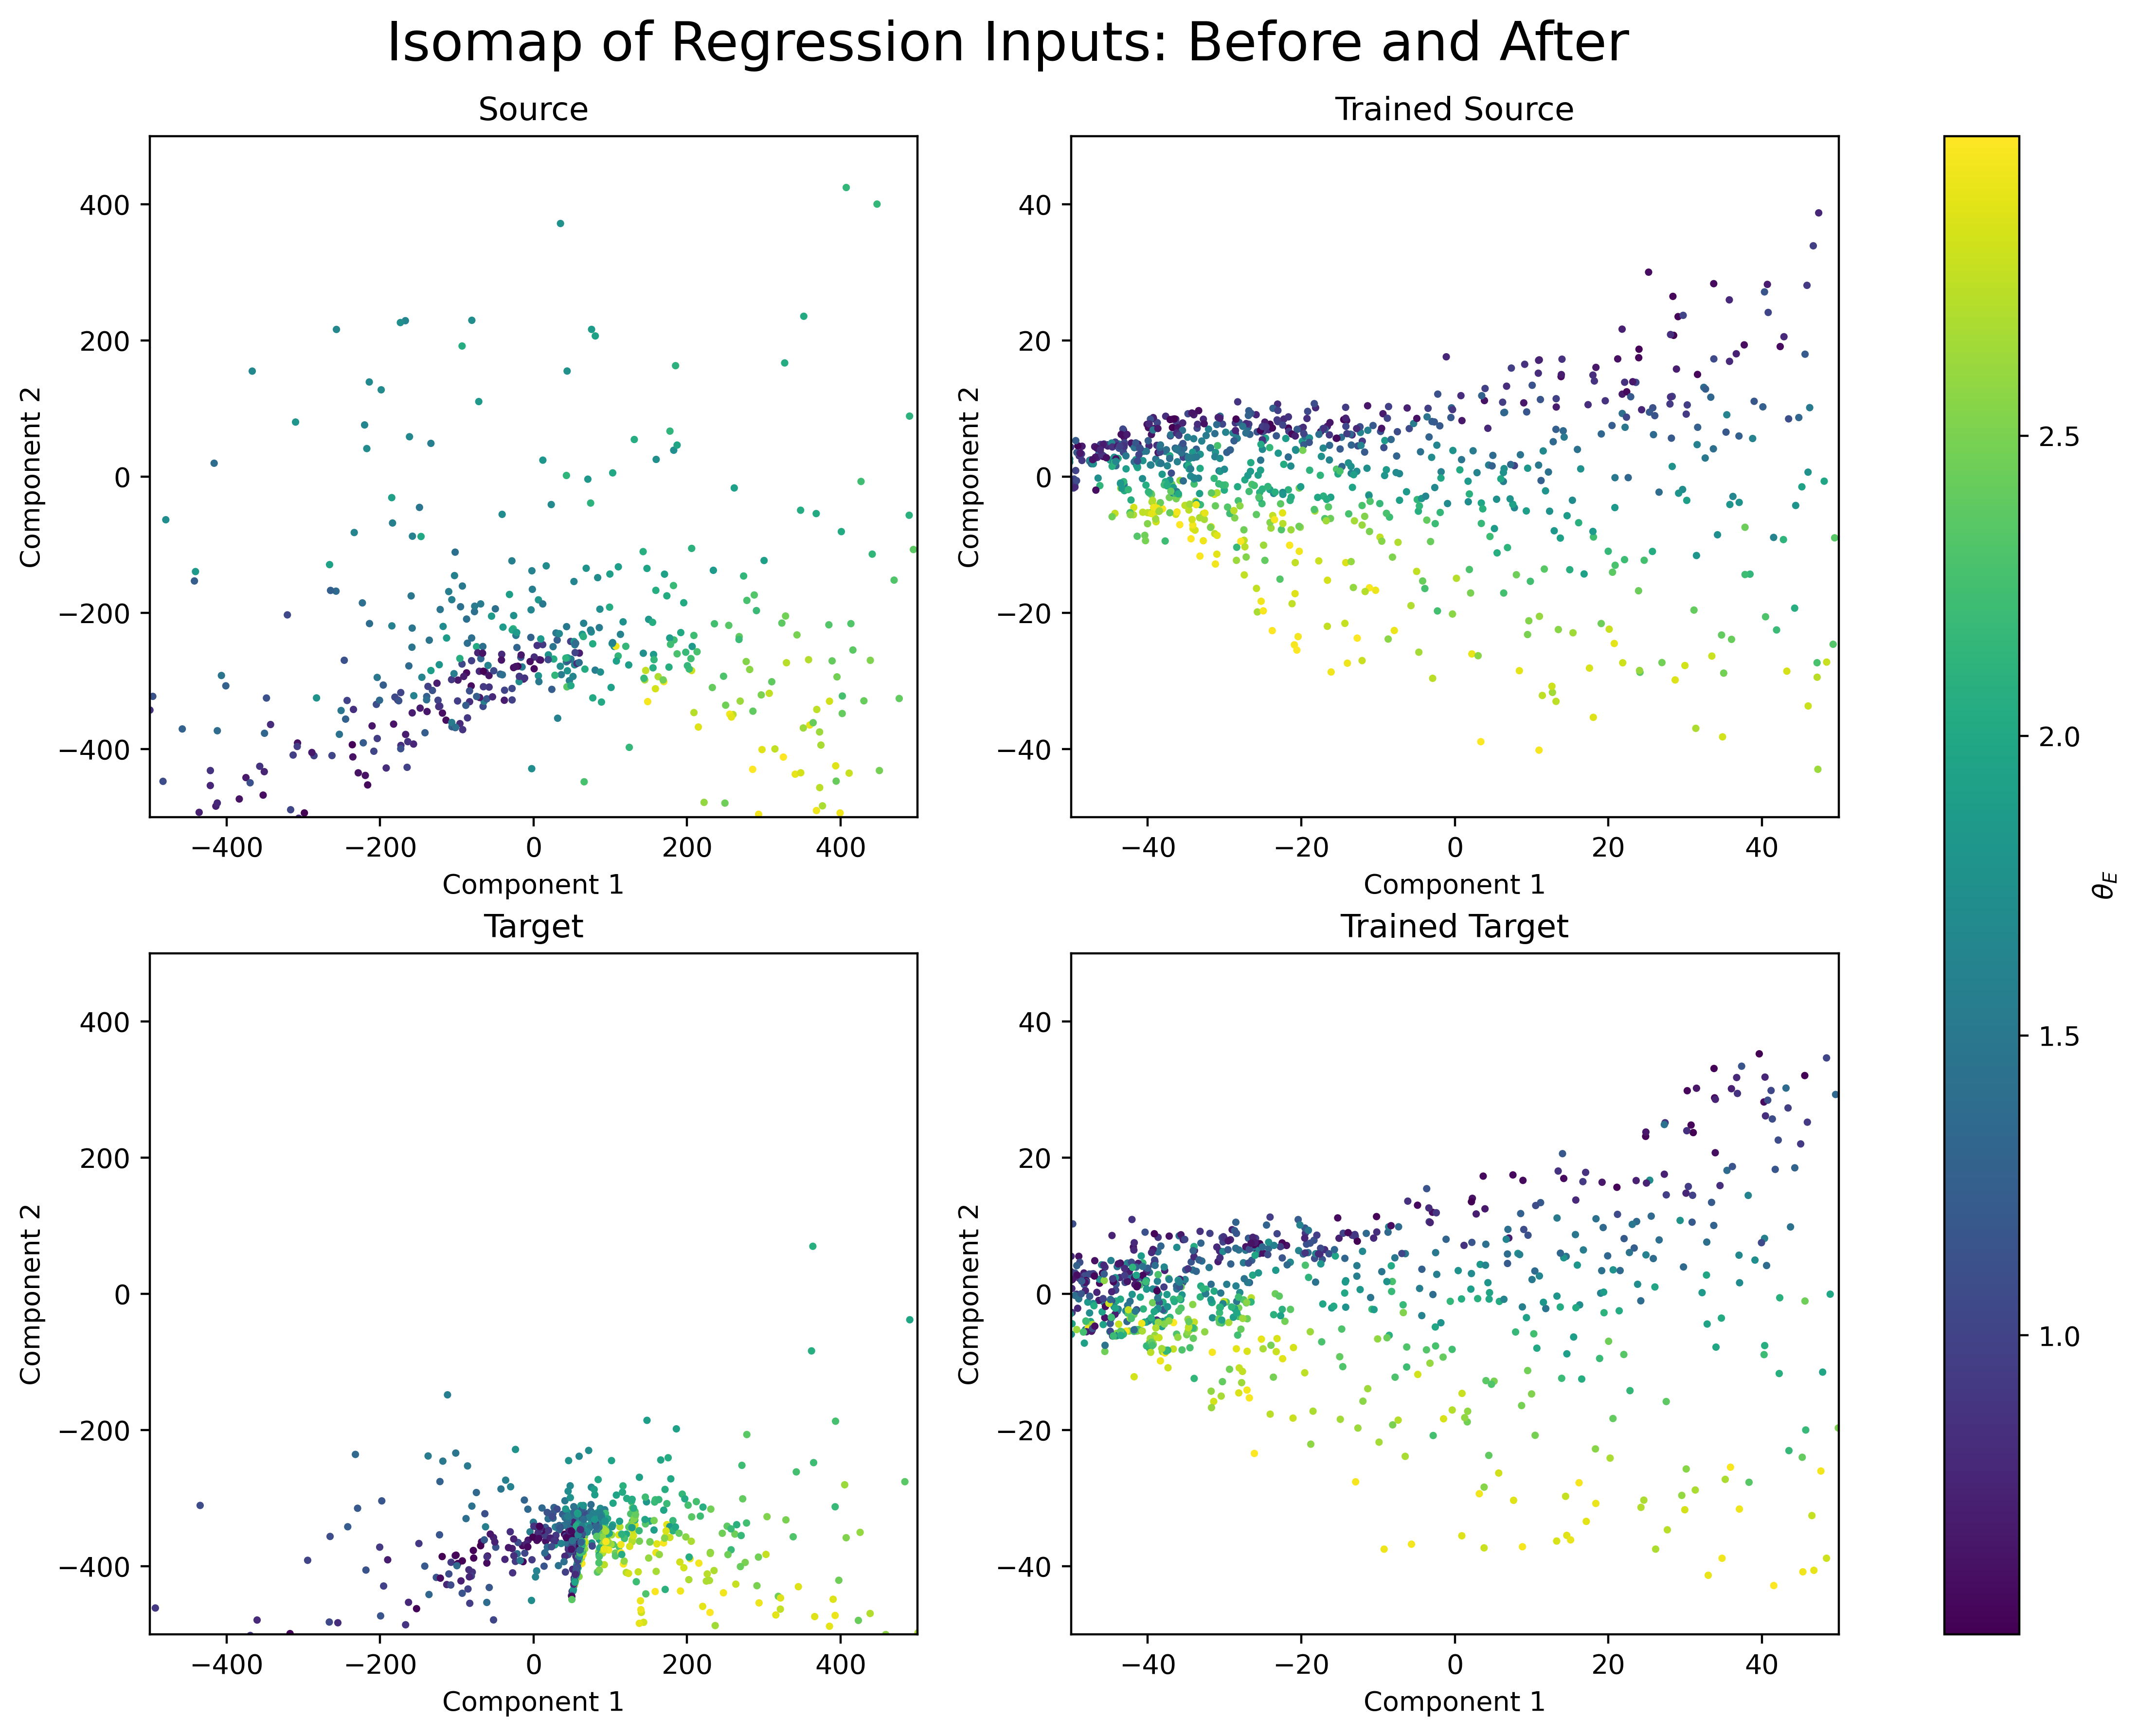 Isomap of Regression Inputs: Before and After
Source
400
200
0
−200
−400
Component 2
−400 −200 0 200 400
Component 1
Trained Source
40
20
0
−20
−40
Component 2
−40 −20 0 20 40
Component 1
Target
400
200
0
−200
−400
Component 2
−400 −200 0 200 400
Component 1
Trained Target
40
20
0
−20
−40
Component 2
−40 −20 0 20 40
Component 1
2.5
2.0
1.5
1.0
θ_E